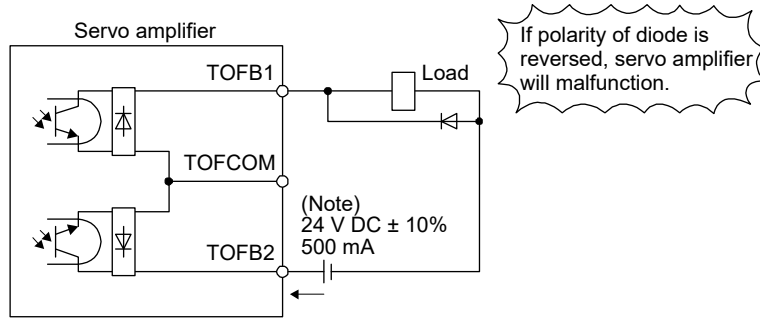 Servo amplifier
TOFB1
Load
If polarity of diode is
reversed, servo amplifier
will malfunction.
TOFCOM
(Note)
24 V DC ± 10%
500 mA
TOFB2